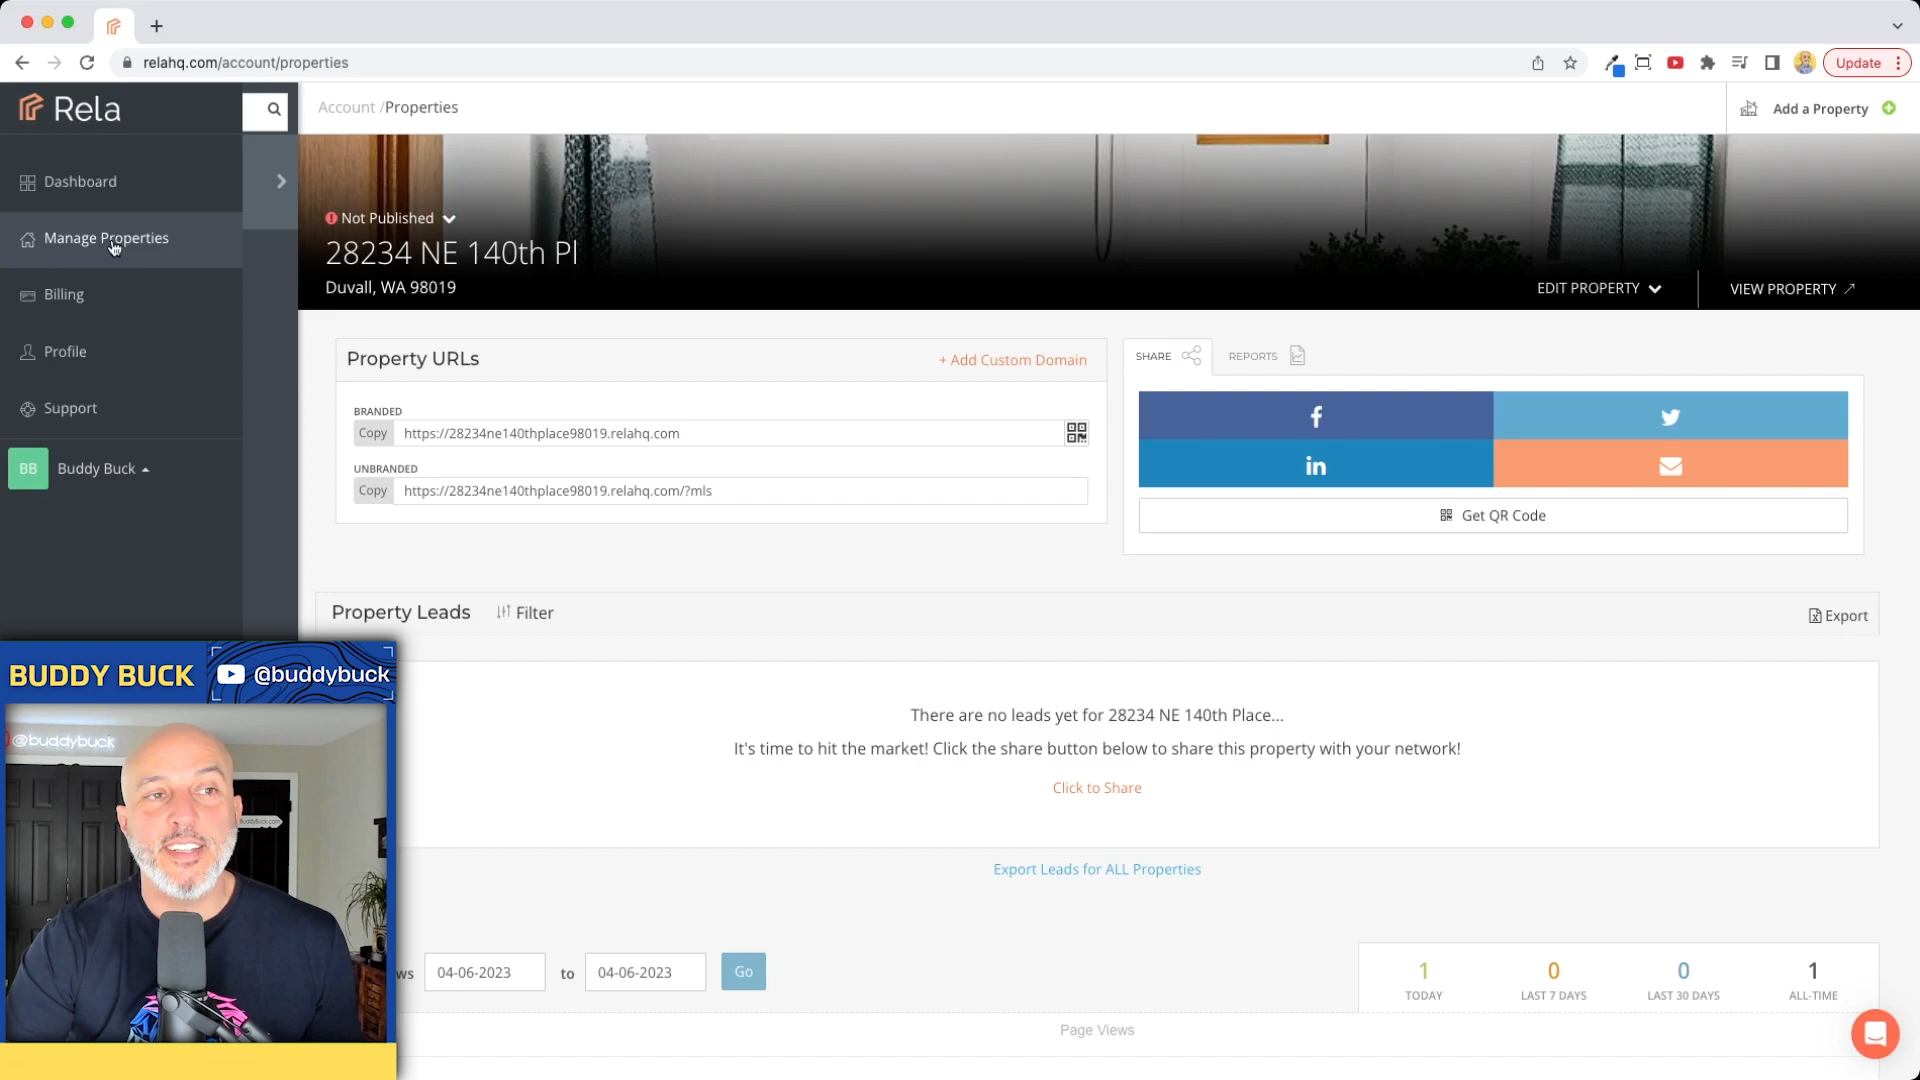 relahq.com/account/properties
Update
Rela
Account /Properties
Add a Property
Dashboard
Manage Properties
Billing
Profile
Support
BB Buddy Buck
Not Published
28234 NE 140th Pl
Duvall, WA 98019
EDIT PROPERTY
VIEW PROPERTY
Property URLs
+ Add Custom Domain
BRANDED
Copy https://28234ne140thplace98019.relahq.com
UNBRANDED
Copy https://28234ne140thplace98019.relahq.com/?mls
SHARE
REPORTS
Get QR Code
Property Leads
Filter
Export
There are no leads yet for 28234 NE 140th Place...
It's time to hit the market! Click the share button below to share this property with your network!
Click to Share
Export Leads for ALL Properties
ws 04-06-2023 to 04-06-2023 Go
1 0 0 1
TODAY LAST 7 DAYS LAST 30 DAYS ALL-TIME
Page Views
BUDDY BUCK
@buddybuck
@buddybuck
BuddyBuck.com